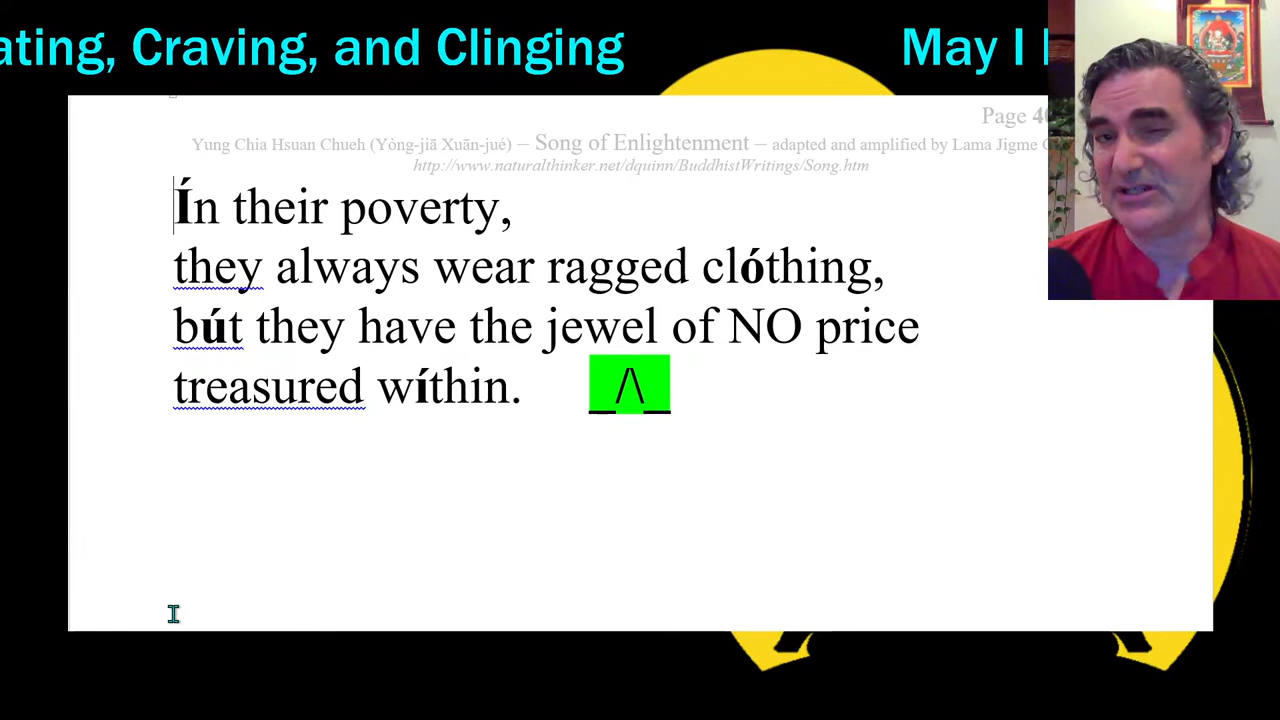 ating, Craving, and Clinging
May I
Page 40
Yung Chia Hsuan Chueh (Yòng-jiā Xuān-jué) – Song of Enlightenment – adapted and amplified by Lama Jigme
http://www.naturalthinker.net/dquinn/BuddhistWritings/Song.htm
Ín their poverty,
they always wear ragged clóthing,
bút they have the jewel of NO price
treasured wíthin. _/\_